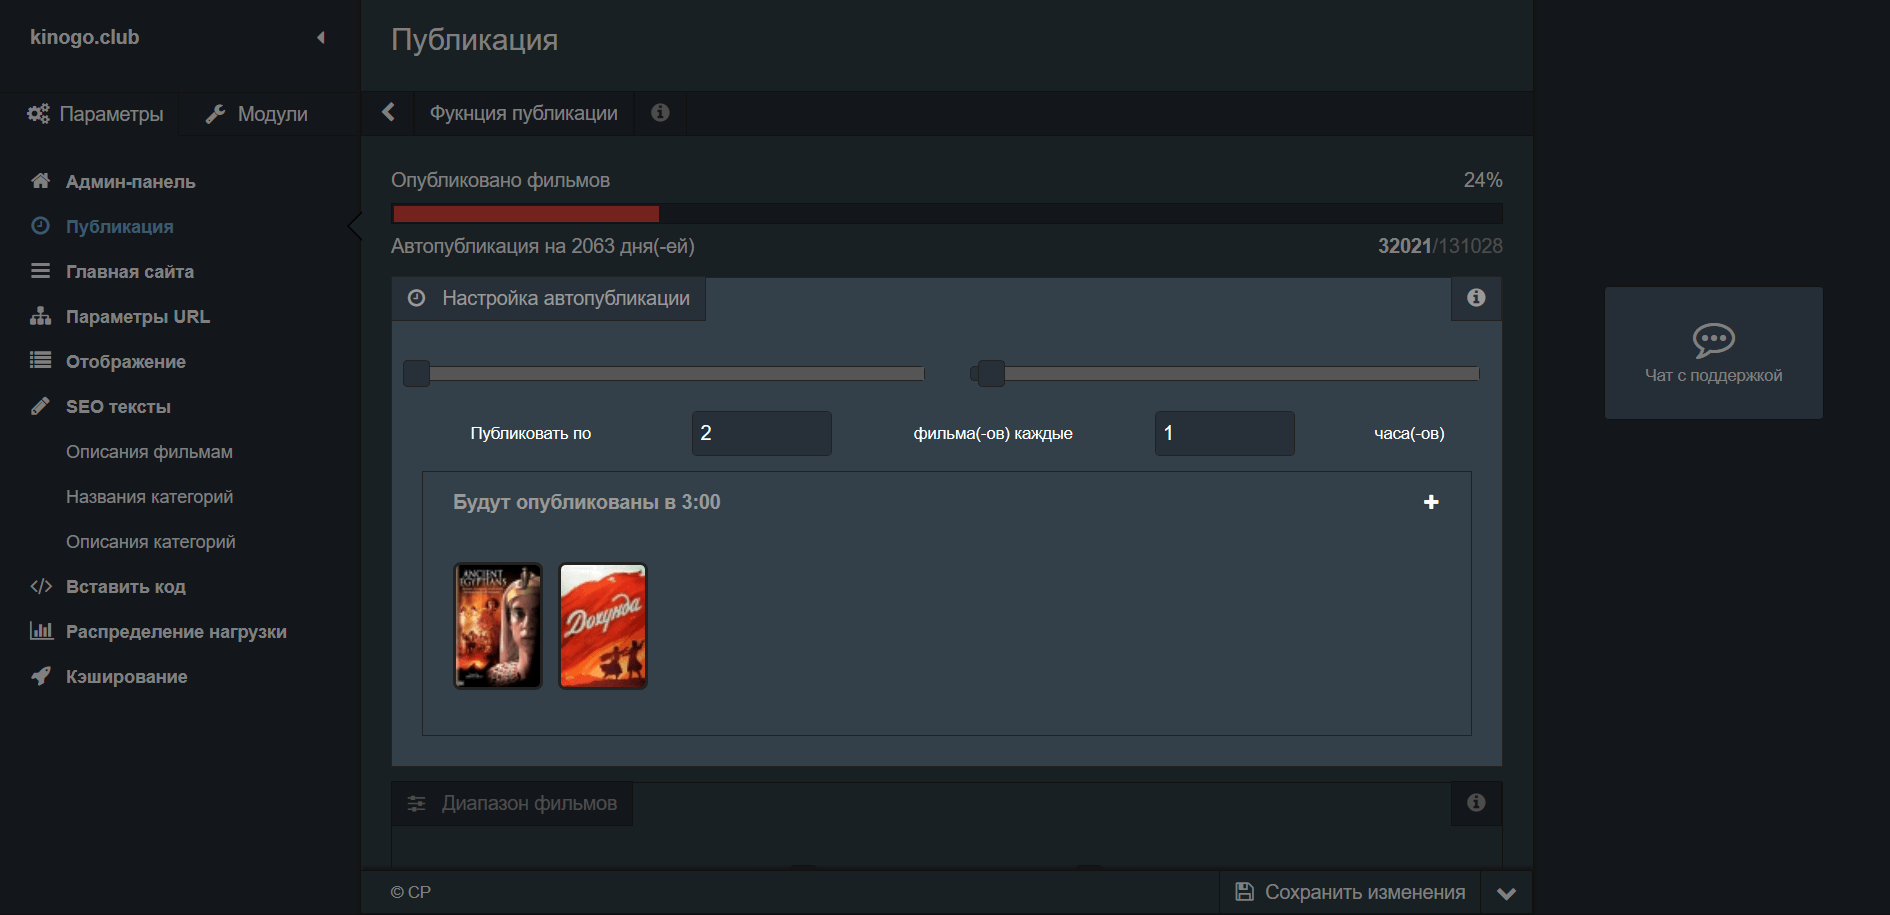 kinogo.club
Параметры
Модули
Админ-панель
Публикация
Главная сайта
Параметры URL
Отображение
SEO тексты
Описания фильмам
Названия категорий
Описания категорий
Вставить код
Распределение нагрузки
Кэширование
Публикация
Фукнция публикации
Опубликовано фильмов 24%
Автопубликация на 2063 дня(-ей) 32021/131028
Настройка автопубликации
Публиковать по 2 фильма(-ов) каждые 1 часа(-ов)
Будут опубликованы в 3:00
ANCIENT
EGYPTIANS
Дохунда
Диапазон фильмов
© CP
Сохранить изменения
Чат с поддержкой